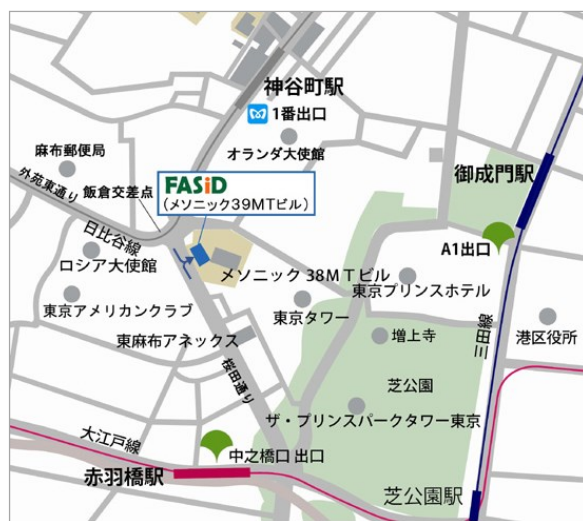 神谷町駅
1番出口
麻布郵便局
オランダ大使館
外苑東通り
飯倉交差点
FASiD
(メソニック39MTビル)
御成門駅
A1出口
日比谷線
ロシア大使館
メソニック 38MTビル
東京プリンスホテル
東京アメリカンクラブ
東京タワー
東麻布アネックス
増上寺
三田線
港区役所
桜田通り
芝公園
ザ・プリンスパークタワー東京
大江戸線
中之橋口 出口
赤羽橋駅
芝公園駅